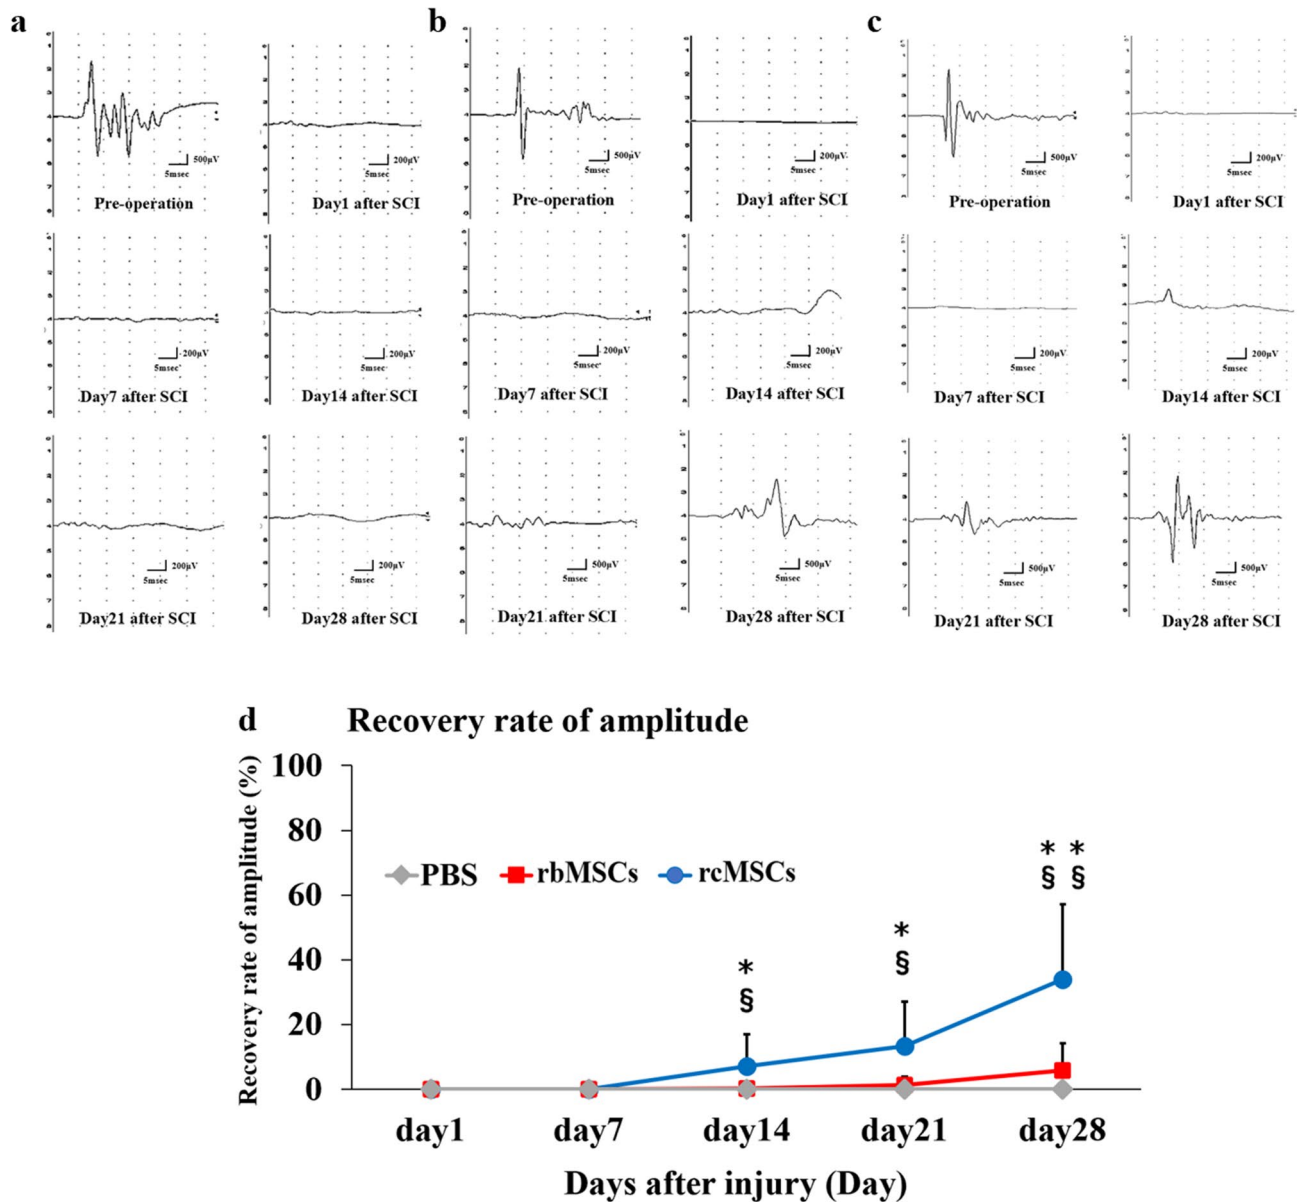 a
b
c
500μV
5msec
Pre-operation
200μV
5msec
Day1 after SCI
500μV
5msec
Pre-operation
200μV
5msec
Day1 after SCI
500μV
5msec
Pre-operation
200μV
5msec
Day1 after SCI
200μV
5msec
Day7 after SCI
200μV
5msec
Day14 after SCI
200μV
5msec
Day7 after SCI
200μV
5msec
Day14 after SCI
200μV
5msec
Day7 after SCI
200μV
5msec
Day14 after SCI
200μV
5msec
Day21 after SCI
200μV
5msec
Day28 after SCI
500μV
5msec
Day21 after SCI
500μV
5msec
Day28 after SCI
500μV
5msec
Day21 after SCI
500μV
5msec
Day28 after SCI
d Recovery rate of amplitude
Recovery rate of amplitude (%)
100
80
60
40
20
0
PBS rbMSCs rcMSCs
*
§
*
§
* *
§ §
day1 day7 day14 day21 day28
Days after injury (Day)